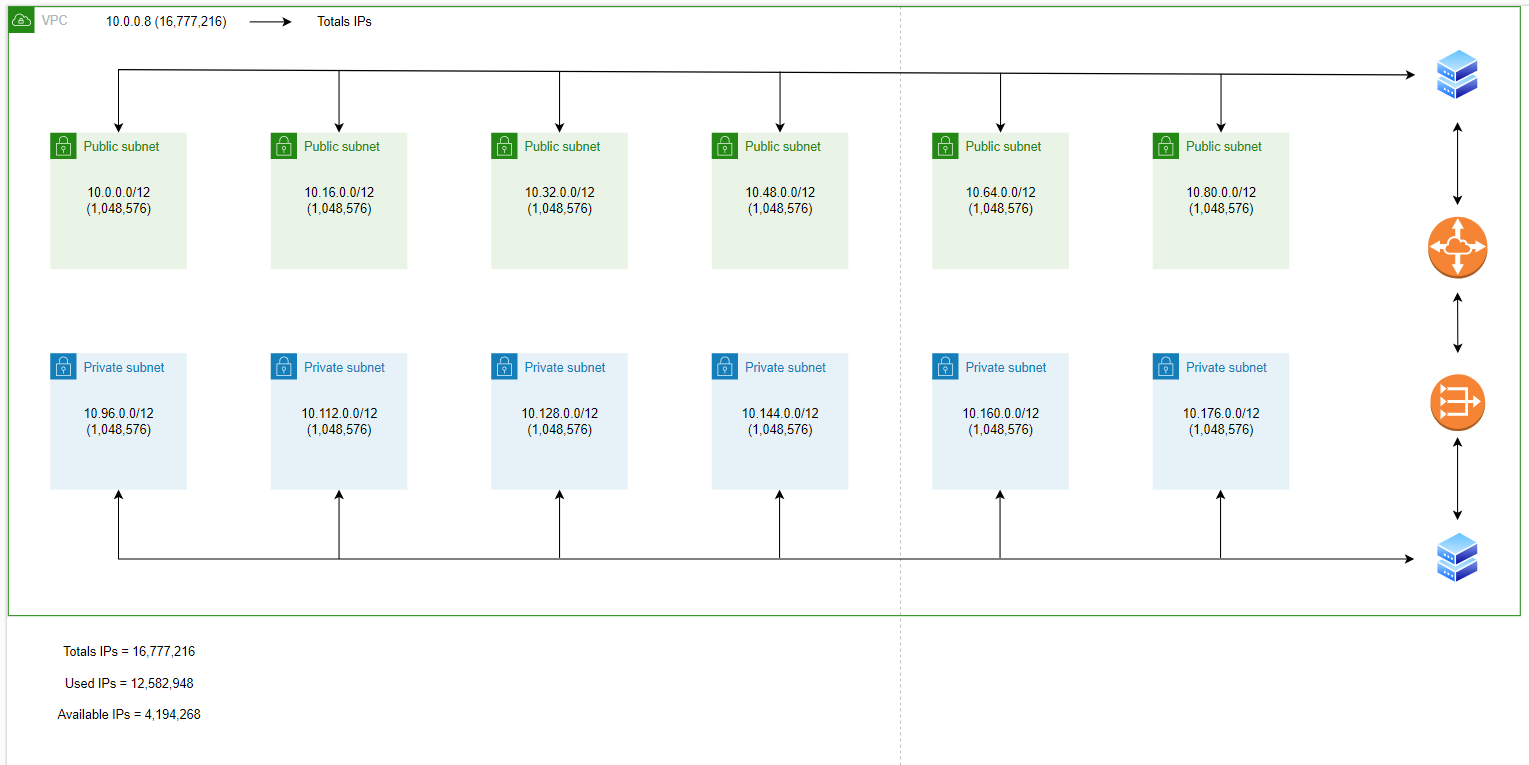 VPC 10.0.0.8 (16,777,216) Totals IPs
Public subnet Public subnet Public subnet Public subnet Public subnet Public subnet
10.0.0.0/12 10.16.0.0/12 10.32.0.0/12 10.48.0.0/12 10.64.0.0/12 10.80.0.0/12
(1,048,576) (1,048,576) (1,048,576) (1,048,576) (1,048,576) (1,048,576)
Private subnet Private subnet Private subnet Private subnet Private subnet Private subnet
10.96.0.0/12 10.112.0.0/12 10.128.0.0/12 10.144.0.0/12 10.160.0.0/12 10.176.0.0/12
(1,048,576) (1,048,576) (1,048,576) (1,048,576) (1,048,576) (1,048,576)
Totals IPs = 16,777,216
Used IPs = 12,582,948
Available IPs = 4,194,268